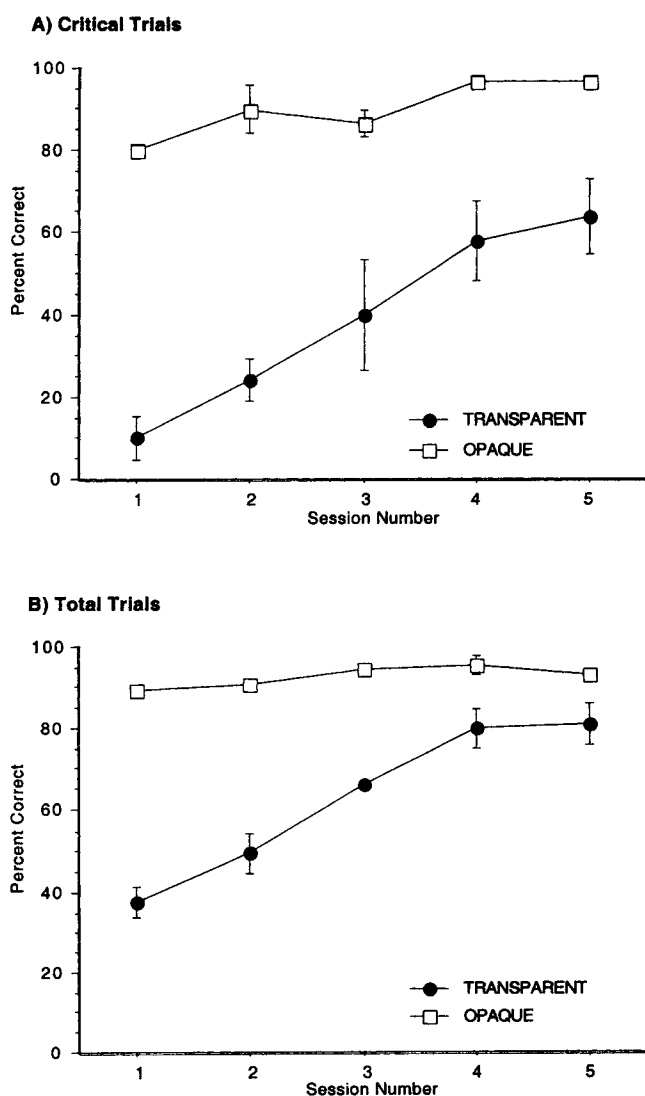 A) Critical Trials
100
80
60
40
20
0
Percent Correct
TRANSPARENT
OPAQUE
1 2 3 4 5
Session Number
B) Total Trials
100
80
60
40
20
0
Percent Correct
TRANSPARENT
OPAQUE
1 2 3 4 5
Session Number